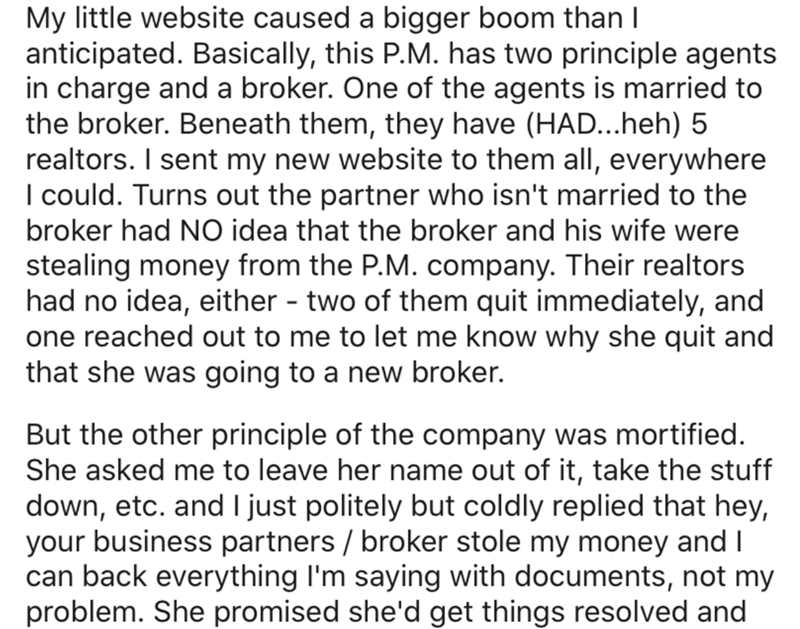 My little website caused a bigger boom than I
anticipated. Basically, this P.M. has two principle agents
in charge and a broker. One of the agents is married to
the broker. Beneath them, they have (HAD...heh) 5
realtors. I sent my new website to them all, everywhere
I could. Turns out the partner who isn't married to the
broker had NO idea that the broker and his wife were
stealing money from the P.M. company. Their realtors
had no idea, either - two of them quit immediately, and
one reached out to me to let me know why she quit and
that she was going to a new broker.
But the other principle of the company was mortified.
She asked me to leave her name out of it, take the stuff
down, etc. and I just politely but coldly replied that hey,
your business partners / broker stole my money and I
can back everything I'm saying with documents, not my
problem. She promised she'd get things resolved and